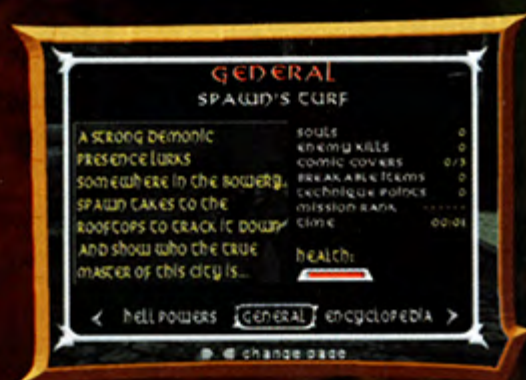 GENERAL
SPAWN'S TURF
A STRONG DEMONIC
PRESENCE LURKS
SOMEWHERE IN THE BOWERY.
SPAWN TAKES TO THE
ROOFTOPS TO TRACK IT DOWN
AND SHOW WHO THE TRUE
MASTER OF THIS CITY IS...
SOULS 0
ENEMY KILLS 0
COMIC COVERS 0/3
BREAKABLE ITEMS 0
TECHNIQUE POINTS 0
MISSION RANK ------
TIME 00:01
HEALTH:
< HELL POWERS GENERAL ENCYCLOPEDIA >
change page